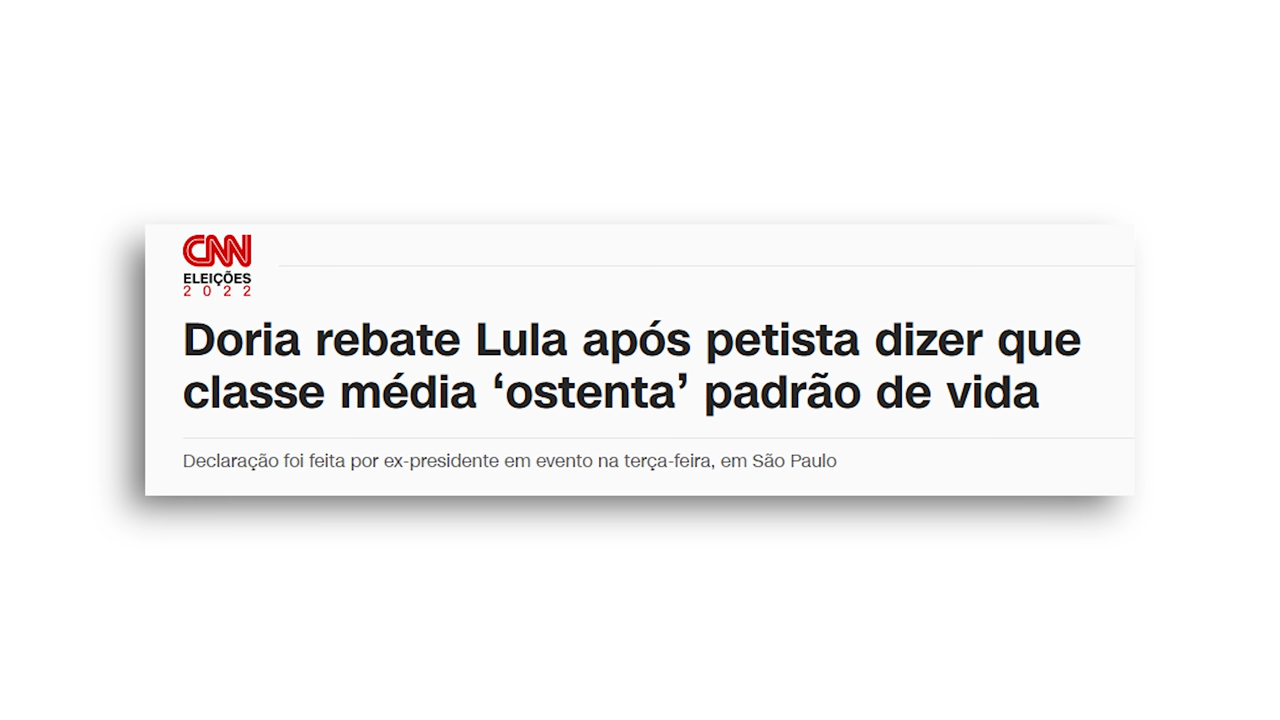 CNN
ELEIÇÕES
2022
Doria rebate Lula após petista dizer que
classe média ‘ostenta’ padrão de vida
Declaração foi feita por ex-presidente em evento na terça-feira, em São Paulo